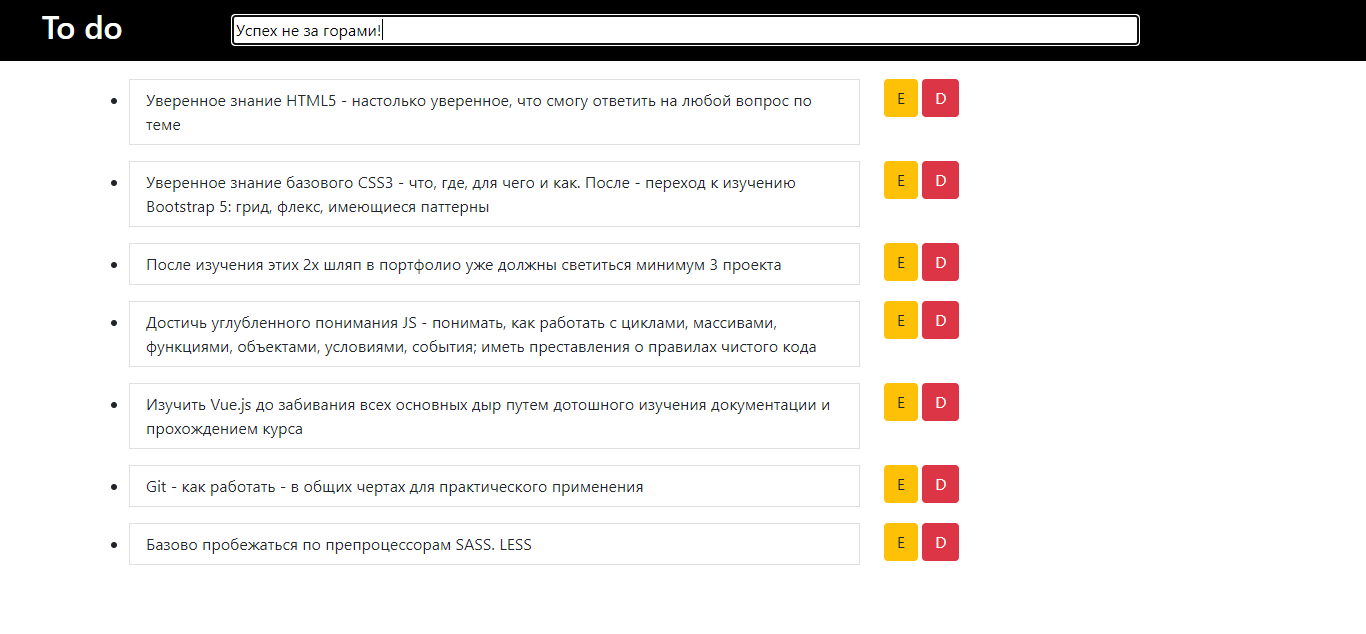 To do
Успех не за горами!
Уверенное знание HTML5 - настолько уверенное, что смогу ответить на любой вопрос по
теме
E D
Уверенное знание базового CSS3 - что, где, для чего и как. После - переход к изучению
Bootstrap 5: грид, флекс, имеющиеся паттерны
E D
После изучения этих 2х шляп в портфолио уже должны светиться минимум 3 проекта
E D
Достичь углубленного понимания JS - понимать, как работать с циклами, массивами,
функциями, объектами, условиями, события; иметь преставления о правилах чистого кода
E D
Изучить Vue.js до забивания всех основных дыр путем дотошного изучения документации и
прохождением курса
E D
Git - как работать - в общих чертах для практического применения
E D
Базово пробежаться по препроцессорам SASS. LESS
E D